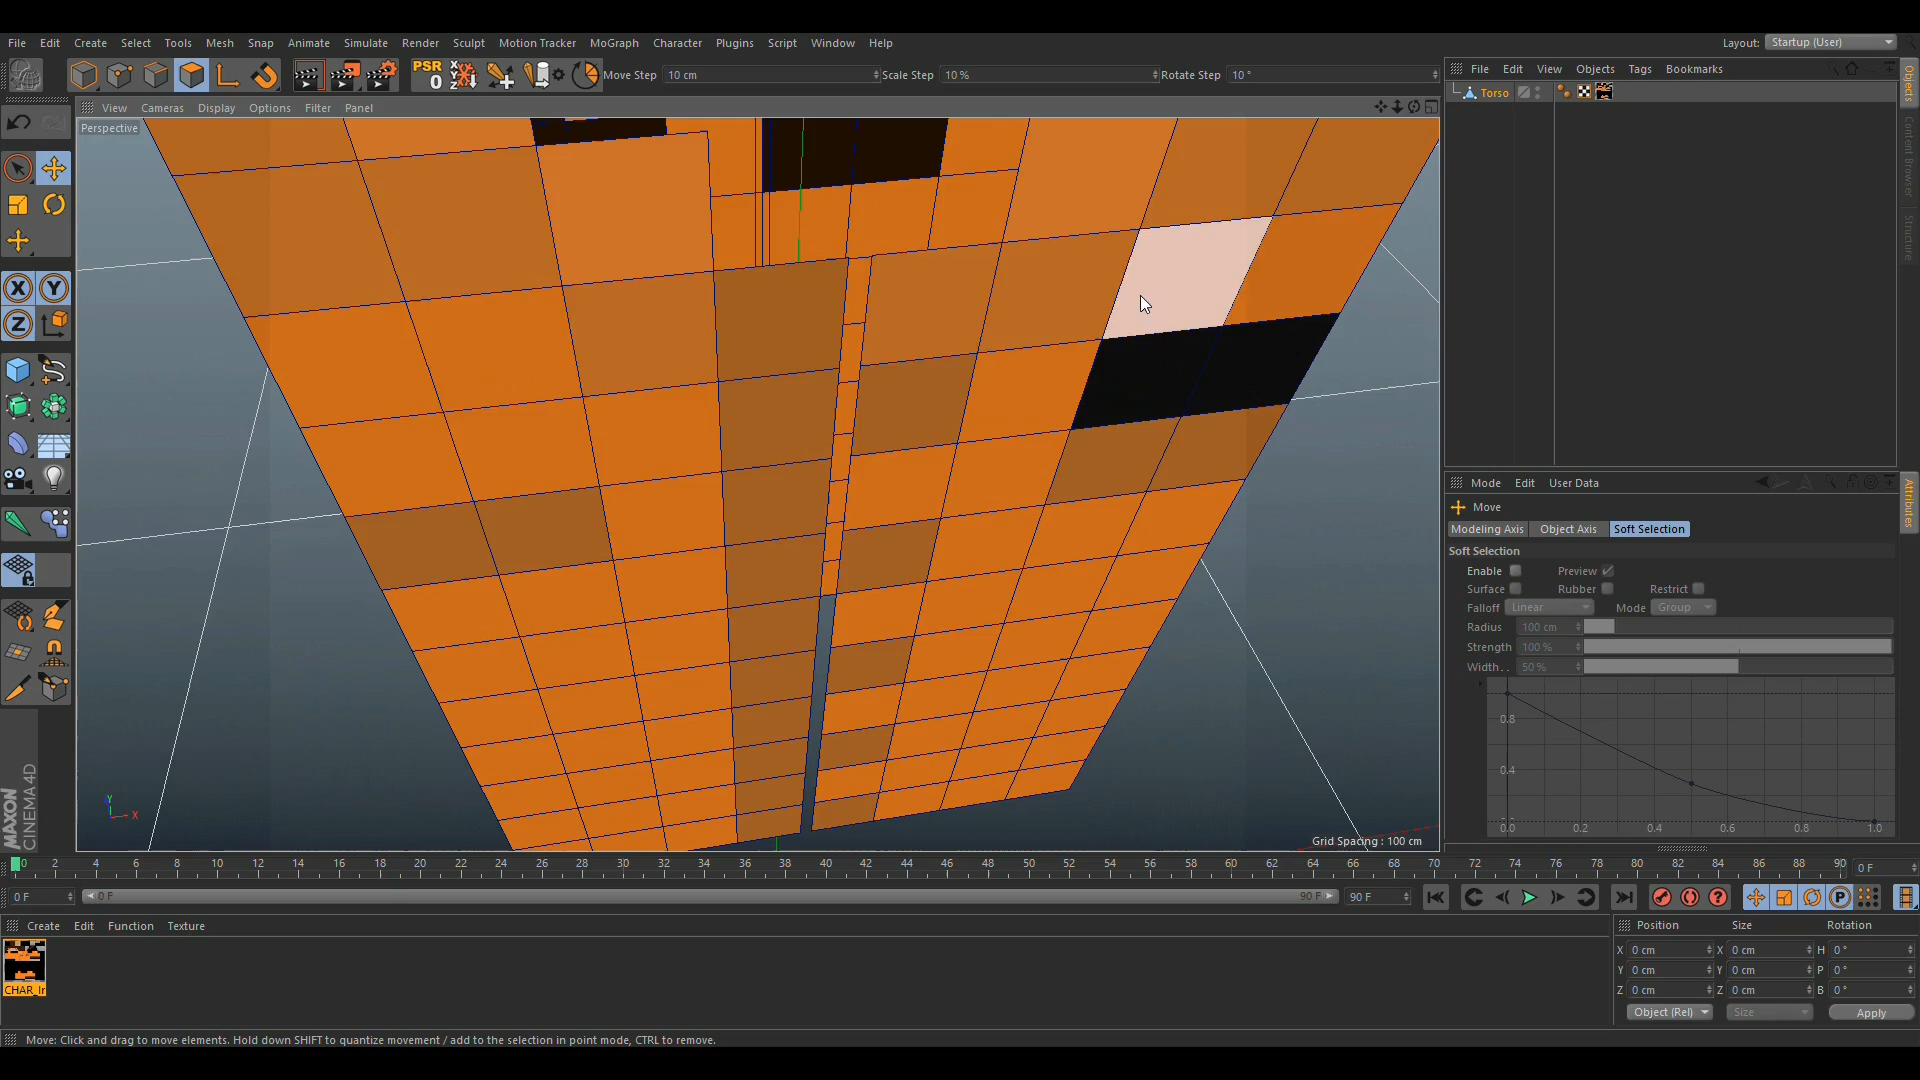 File Edit Create Select Tools Mesh Snap Animate Simulate Render Sculpt Motion Tracker MoGraph Character Plugins Script Window Help
Layout: Startup (User)
PSR
0
Move Step 10 cm Scale Step 10 % Rotate Step 10 °
File Edit View Objects Tags Bookmarks
Torso
Objects
Content Browser
Structure
View Cameras Display Options Filter Panel
Perspective
X Y
Z
Y
X
Grid Spacing : 100 cm
Mode Edit User Data
Attributes
Move
Modeling Axis Object Axis Soft Selection
Soft Selection
Enable Preview
Surface Rubber Restrict
Falloff Linear Mode Group
Radius 100 cm
Strength 100 %
Width . . 50 %
0.8
0.4
0.0 0.2 0.4 0.6 0.8 1.0
MAXON
CINEMA 4D
0 2 4 6 8 10 12 14 16 18 20 22 24 26 28 30 32 34 36 38 40 42 44 46 48 50 52 54 56 58 60 62 64 66 68 70 72 74 76 78 80 82 84 86 88 90 0 F
0 F 0 F 90 F 90 F
P
Create Edit Function Texture
CHAR_Ir
Position Size Rotation
X 0 cm X 0 cm H 0 °
Y 0 cm Y 0 cm P 0 °
Z 0 cm Z 0 cm B 0 °
Object (Rel) Size Apply
Move: Click and drag to move elements. Hold down SHIFT to quantize movement / add to the selection in point mode, CTRL to remove.